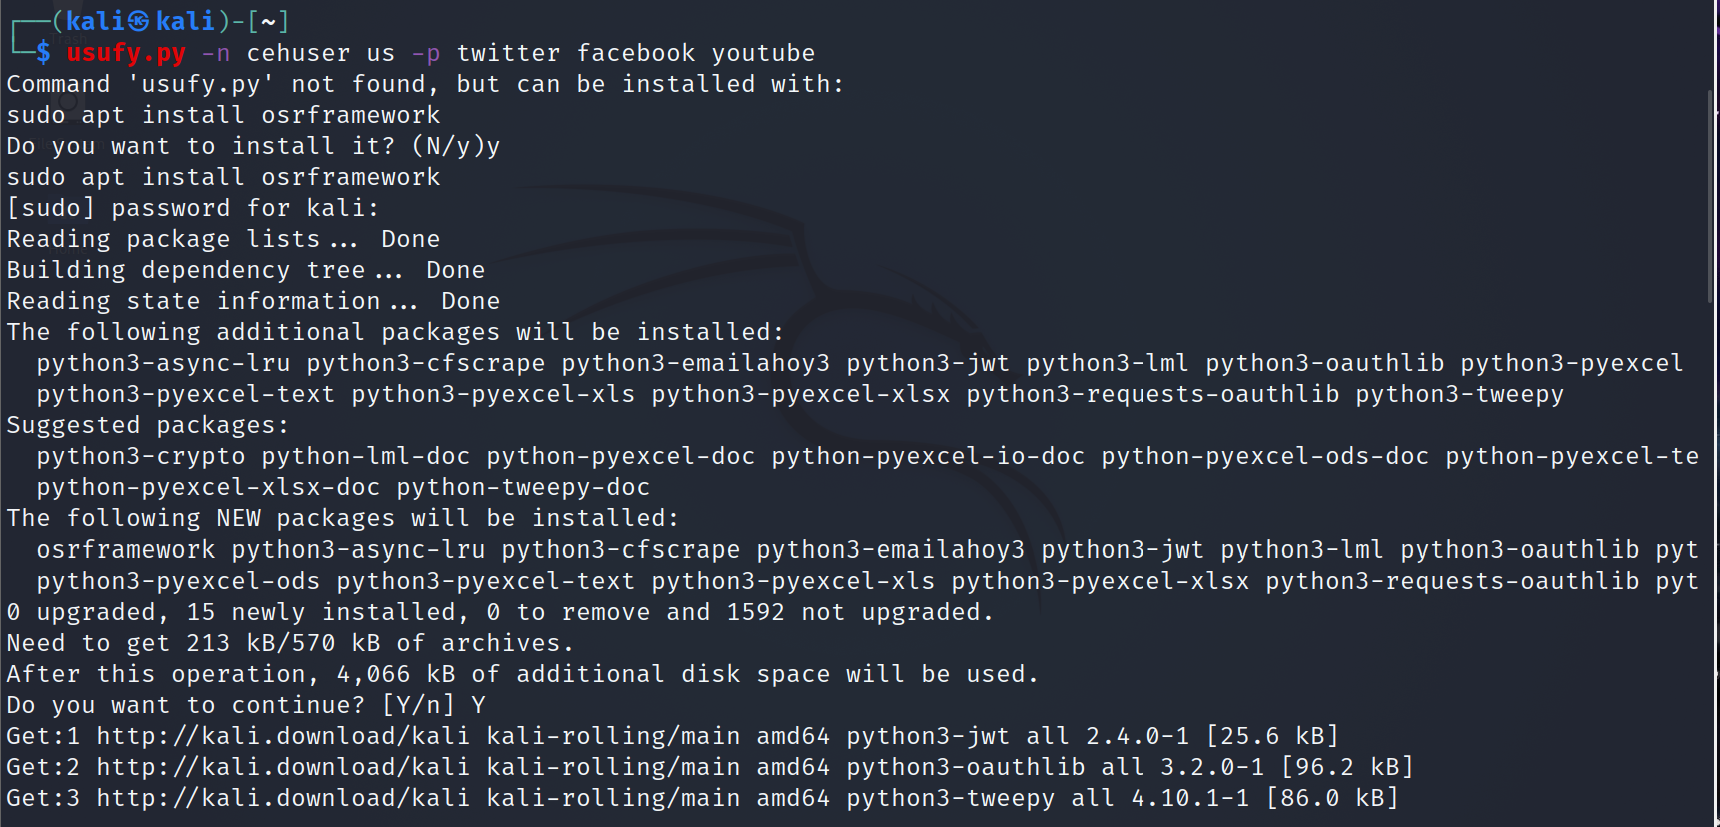 ┌──(kali㉿kali)-[~]
└─$ usufy.py -n cehuser us -p twitter facebook youtube
Command 'usufy.py' not found, but can be installed with:
sudo apt install osrframework
Do you want to install it? (N/y)y
sudo apt install osrframework
[sudo] password for kali:
Reading package lists... Done
Building dependency tree... Done
Reading state information... Done
The following additional packages will be installed:
  python3-async-lru python3-cfscrape python3-emailahoy3 python3-jwt python3-lml python3-oauthlib python3-pyexcel
  python3-pyexcel-text python3-pyexcel-xls python3-pyexcel-xlsx python3-requests-oauthlib python3-tweepy
Suggested packages:
  python3-crypto python-lml-doc python-pyexcel-doc python-pyexcel-io-doc python-pyexcel-ods-doc python-pyexcel-te
  python-pyexcel-xlsx-doc python-tweepy-doc
The following NEW packages will be installed:
  osrframework python3-async-lru python3-cfscrape python3-emailahoy3 python3-jwt python3-lml python3-oauthlib pyt
  python3-pyexcel-ods python3-pyexcel-text python3-pyexcel-xls python3-pyexcel-xlsx python3-requests-oauthlib pyt
0 upgraded, 15 newly installed, 0 to remove and 1592 not upgraded.
Need to get 213 kB/570 kB of archives.
After this operation, 4,066 kB of additional disk space will be used.
Do you want to continue? [Y/n] Y
Get:1 http://kali.download/kali kali-rolling/main amd64 python3-jwt all 2.4.0-1 [25.6 kB]
Get:2 http://kali.download/kali kali-rolling/main amd64 python3-oauthlib all 3.2.0-1 [96.2 kB]
Get:3 http://kali.download/kali kali-rolling/main amd64 python3-tweepy all 4.10.1-1 [86.0 kB]